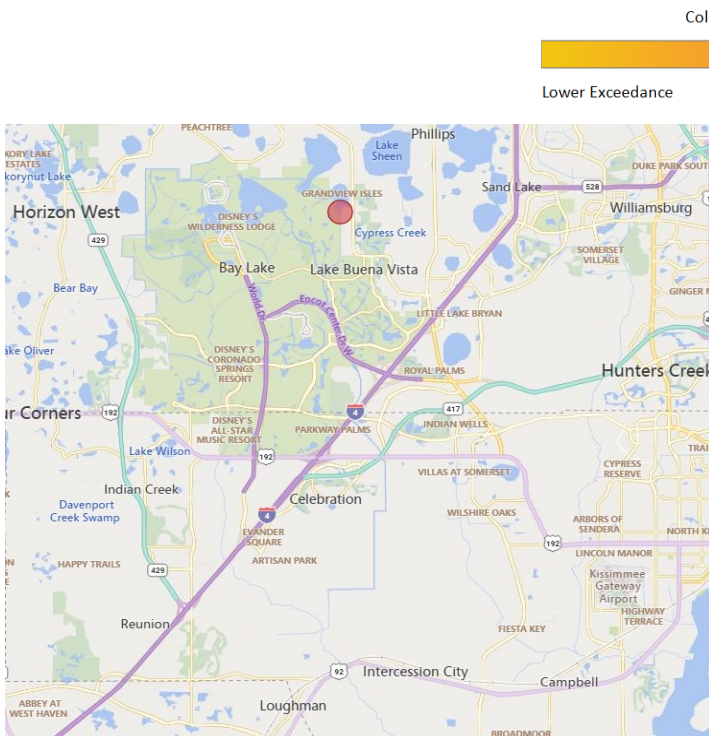 Col
Lower Exceedance
PEACHTREE
Phillips
Lake
Sheen
KORY LAKE
ESTATES
korynut Lake
GRANDVIEW ISLES
Sand Lake
528
DUKE PARK SOUT
Horizon West
DISNEY'S
WILDERNESS LODGE
Williamsburg
429
Cypress Creek
SOMERSET
VILLAGE
Bay Lake
Lake Buena Vista
Bear Bay
World Dr
Epcot Center Dr W
GINGER M
LITTLE LAKE BRYAN
ake Oliver
DISNEY'S
CORONADO
SPRINGS
RESORT
ROYAL PALMS
Hunters Creek
ur Corners
192
4
417
DISNEY'S
ALL-STAR
MUSIC RESORT
PARKWAY PALMS
INDIAN WELLS
TRAI
Lake Wilson
192
VILLAS AT SOMERSET
CYPRESS
RESERVE
Indian Creek
Celebration
Davenport
Creek Swamp
4
WILSHIRE OAKS
ARBORS OF
SENDERA
NORTH KI
EVANDER
SQUARE
192
LINCOLN MANOR
HAPPY TRAILS
ARTISAN PARK
429
Kissimmee
Gateway
Airport
HIGHWAY
TERRACE
Reunion
FIESTA KEY
92
Intercession City
Campbell
ABBEY AT
WEST HAVEN
Loughman
BROADMOOR